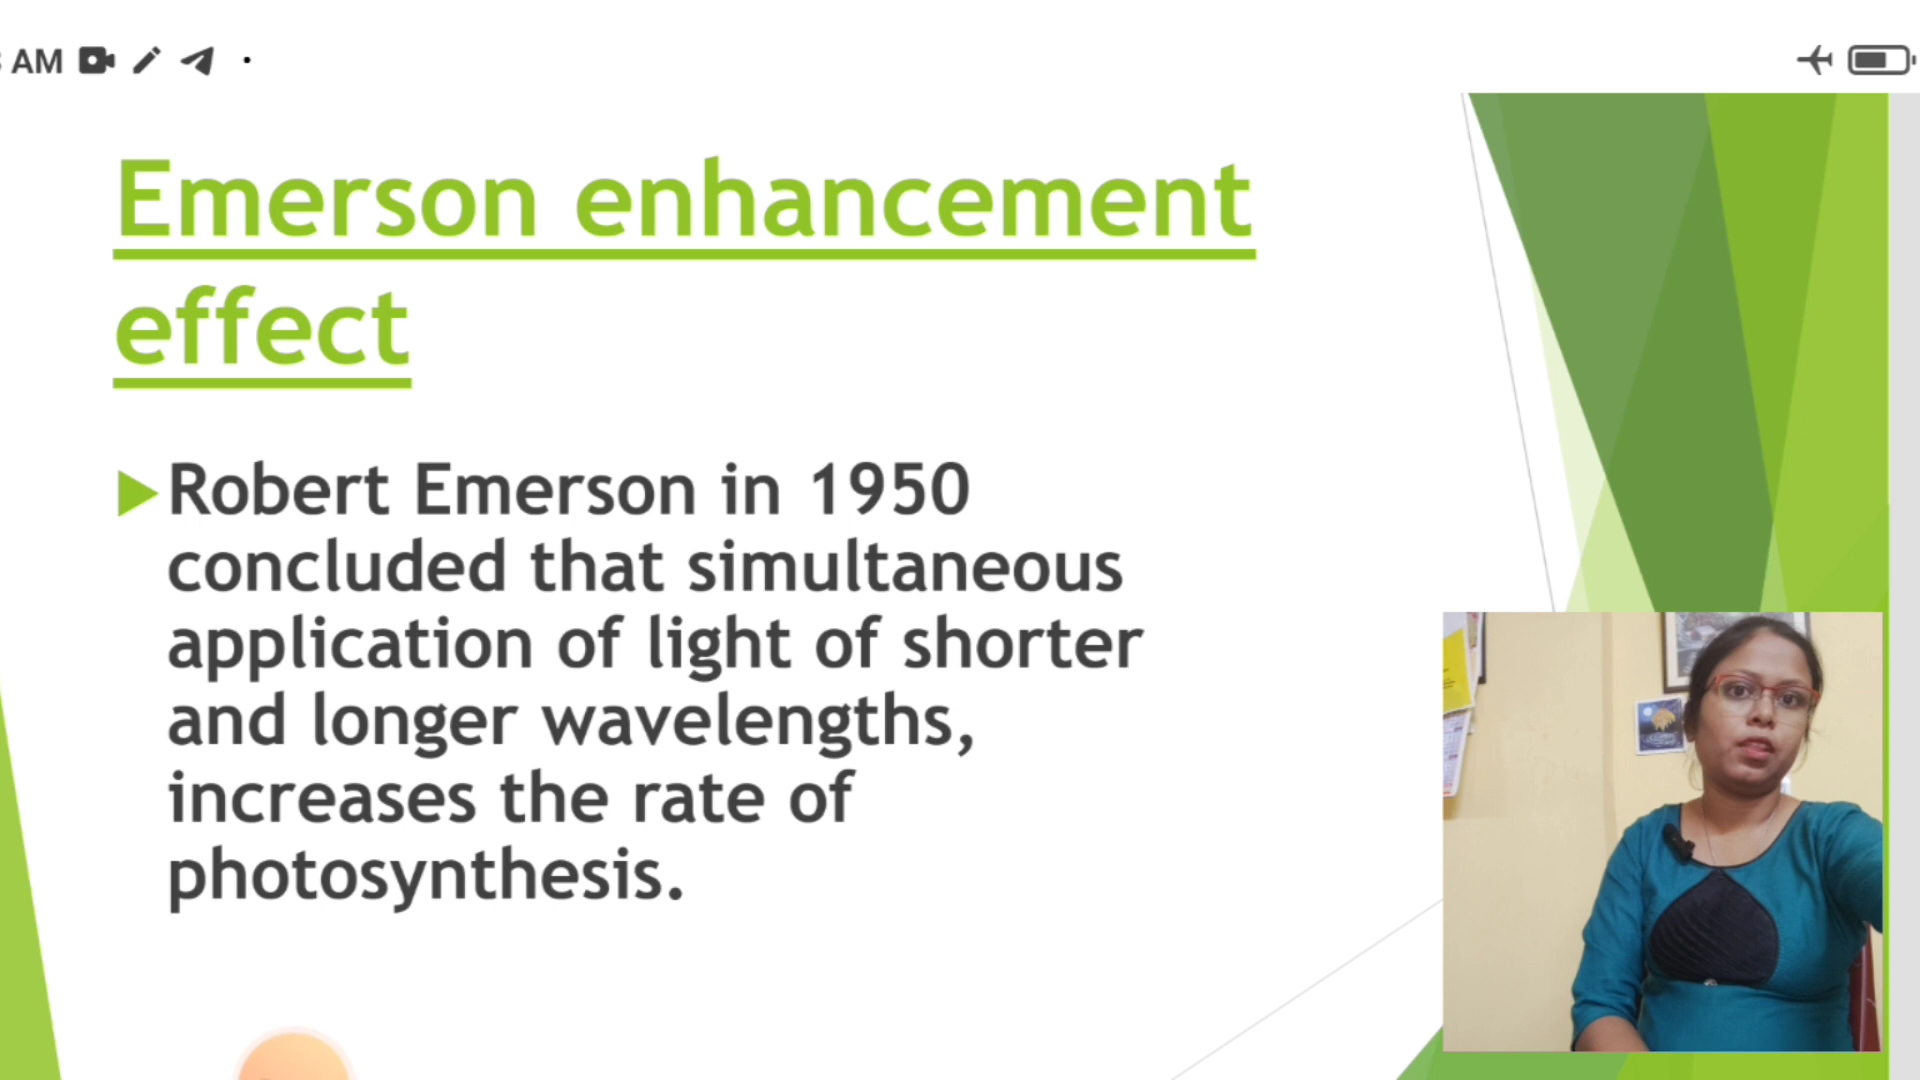 AM
Emerson enhancement
effect
Robert Emerson in 1950
concluded that simultaneous
application of light of shorter
and longer wavelengths,
increases the rate of
photosynthesis.